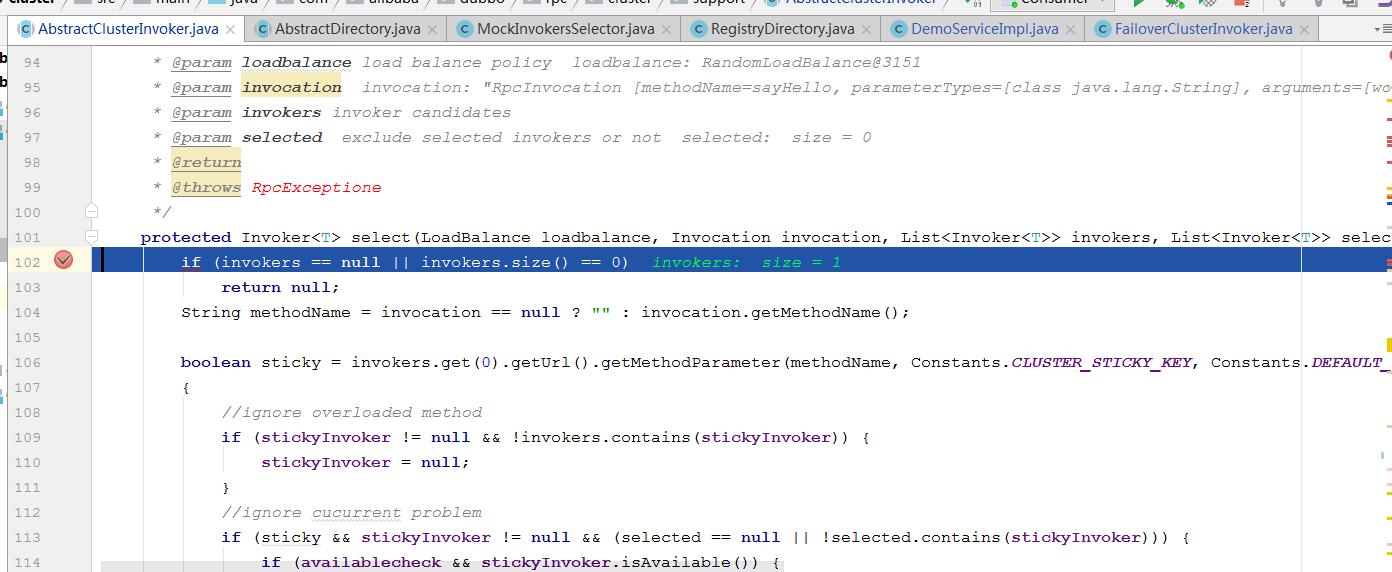 cluster src main java com alibaba dubbo rpc cluster support AbstractClusterInvoker Consumer
AbstractClusterInvoker.java AbstractDirectory.java MockInvokersSelector.java RegistryDirectory.java DemoServiceImpl.java FailoverClusterInvoker.java
94 * @param loadbalance load balance policy loadbalance: RandomLoadBalance@3151
95 * @param invocation invocation: "RpcInvocation [methodName=sayHello, parameterTypes=[class java.lang.String], arguments=[wo
96 * @param invokers invoker candidates
97 * @param selected exclude selected invokers or not selected: size = 0
98 * @return
99 * @throws RpcExceptione
100 */
101 protected Invoker<T> select(LoadBalance loadbalance, Invocation invocation, List<Invoker<T>> invokers, List<Invoker<T>> selec
102 if (invokers == null || invokers.size() == 0) invokers: size = 1
103 return null;
104 String methodName = invocation == null ? "" : invocation.getMethodName();
105
106 boolean sticky = invokers.get(0).getUrl().getMethodParameter(methodName, Constants.CLUSTER_STICKY_KEY, Constants.DEFAULT_
107 {
108 //ignore overloaded method
109 if (stickyInvoker != null && !invokers.contains(stickyInvoker)) {
110 stickyInvoker = null;
111 }
112 //ignore cucurrent problem
113 if (sticky && stickyInvoker != null && (selected == null || !selected.contains(stickyInvoker))) {
114 if (availablecheck && stickyInvoker.isAvailable()) {